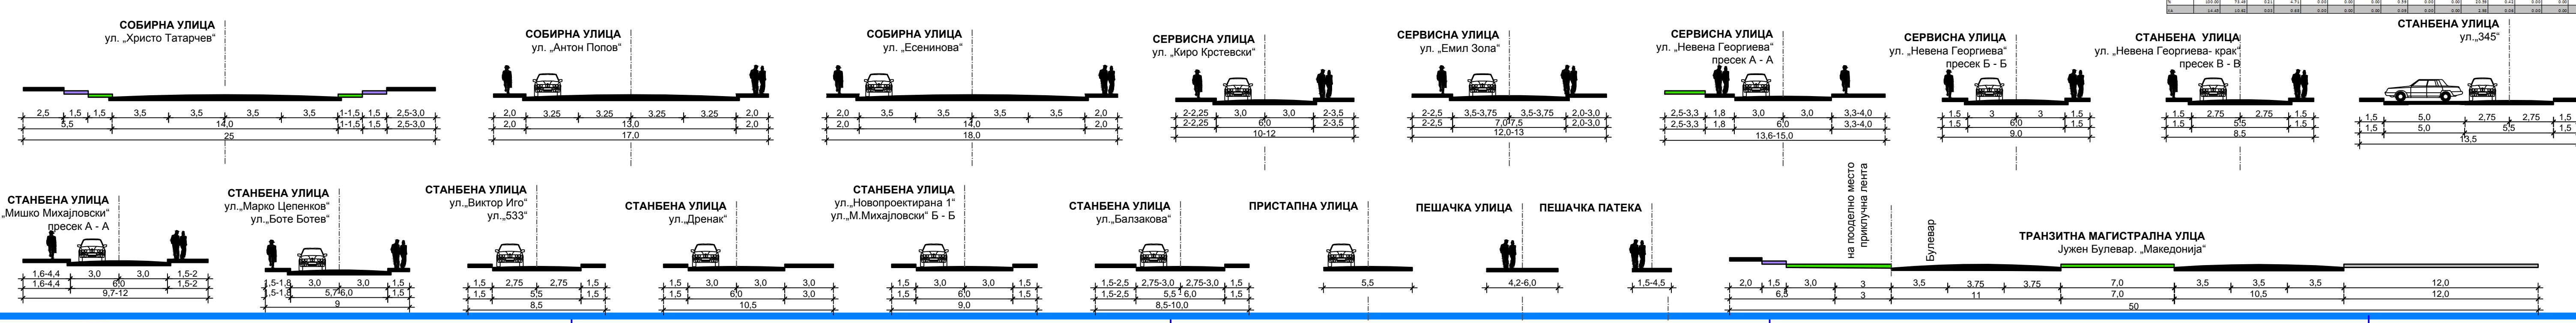 СОБИРНА УЛИЦА
ул. „Христо Татарчев“
2,5 1,5 1,5 3,5 3,5 3,5 3,5 1-1,5 1,5 2,5-3,0
5,5 14,0 1-1,5 1,5 2,5-3,0
25
СОБИРНА УЛИЦА
ул. „Антон Попов“
2,0 3.25 3.25 3.25 3.25 2,0
2,0 13,0 2,0
17,0
СОБИРНА УЛИЦА
ул. „Есенинова“
2,0 3,5 3,5 3,5 3,5 2,0
2,0 14,0 2,0
18,0
СЕРВИСНА УЛИЦА
ул. „Киро Крстевски“
2-2,25 3,0 3,0 2-3,5
2-2,25 6,0 2-3,5
10-12
СЕРВИСНА УЛИЦА
ул. „Емил Зола“
2-2,5 3,5-3,75 3,5-3,75 2,0-3,0
2-2,5 7,0-7,5 2,0-3,0
12,0-13
СЕРВИСНА УЛИЦА
ул. „Невена Георгиева“
пресек А - А
2,5-3,3 1,8 3,0 3,0 3,3-4,0
2,5-3,3 1,8 6,0 3,3-4,0
13,6-15,0
СЕРВИСНА УЛИЦА
ул. „Невена Георгиева“
пресек Б - Б
1,5 3 3 1,5
1,5 6,0 1,5
9,0
СТАНБЕНА УЛИЦА
ул. „Невена Георгиева- крак“
пресек В - В
1,5 2,75 2,75 1,5
1,5 5,5 1,5
8,5
СТАНБЕНА УЛИЦА
ул.„345“
1,5 5,0 2,75 2,75 1,5
1,5 5,0 5,5 1,5
13,5
СТАНБЕНА УЛИЦА
„Мишко Михајловски“
пресек А - А
1,6-4,4 3,0 3,0 1,5-2
1,6-4,4 6,0 1,5-2
9,7-12
СТАНБЕНА УЛИЦА
ул.„Марко Цепенков“
ул.„Боте Ботев“
1,5-1,8 3,0 3,0 1,5
1,5-1,8 5,7-6,0 1,5
9
СТАНБЕНА УЛИЦА
ул.„Виктор Иго“
ул.„533“
1,5 2,75 2,75 1,5
1,5 5,5 1,5
8,5
СТАНБЕНА УЛИЦА
ул.„Дренак“
1,5 3,0 3,0 3,0
1,5 6,0 3,0
10,5
СТАНБЕНА УЛИЦА
ул.„Новопроектирана 1“
ул.„М.Михајловски“ Б - Б
1,5 3,0 3,0 1,5
1,5 6,0 1,5
9,0
СТАНБЕНА УЛИЦА
ул.„Балзакова“
1,5-2,5 2,75-3,0 2,75-3,0 1,5
1,5-2,5 5,5 - 6,0 1,5
8,5-10,0
ПРИСТАПНА УЛИЦА
5,5
ПЕШАЧКА УЛИЦА
4,2-6,0
ПЕШАЧКА ПАТЕКА
1,5-4,5
на поодделно место
приклучна лента
Булевар
ТРАНЗИТНА МАГИСТРАЛНА УЛЦА
Јужен Булевар. „Македонија“
2,0 1,5 3,0 3 3,5 3.75 3.75 7,0 3,5 3,5 3,5 12,0
6,5 3 11 7,0 10,5 12,0
50